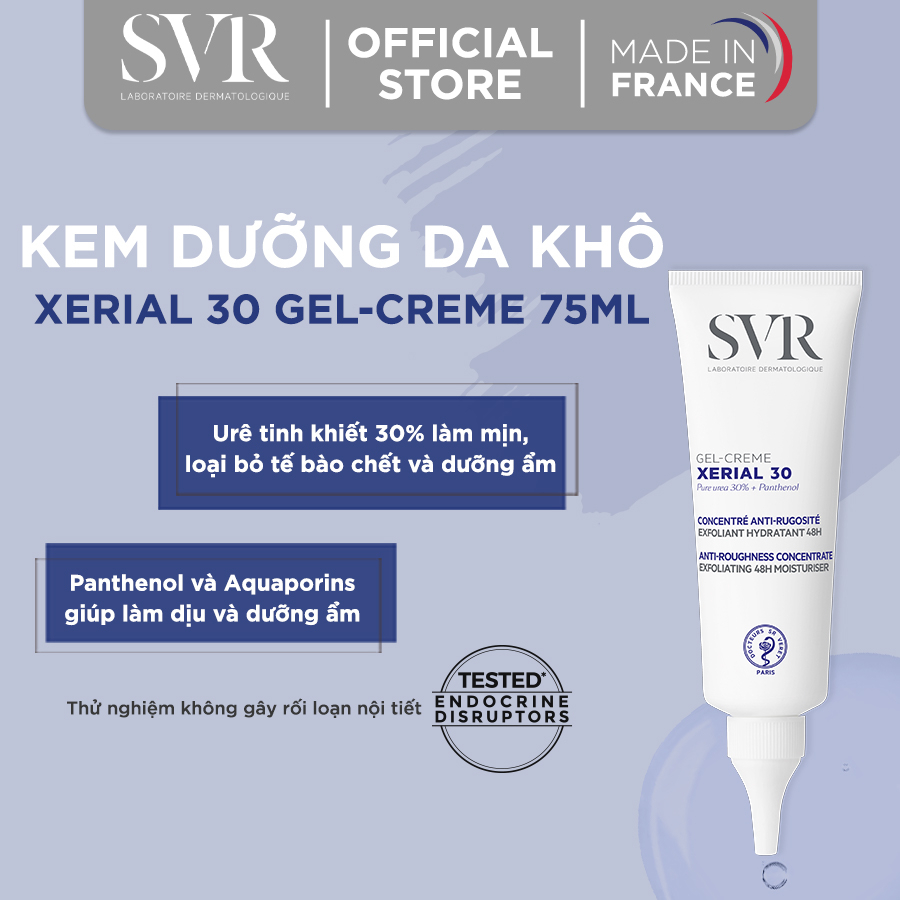 SVR
LABORATOIRE DERMATOLOGIQUE
OFFICIAL
STORE
MADE IN
FRANCE
KEM DƯỠNG DA KHÔ
XERIAL 30 GEL-CREME 75ML
Urê tinh khiết 30% làm mịn,
loại bỏ tế bào chết và dưỡng ẩm
Panthenol và Aquaporins
giúp làm dịu và dưỡng ẩm
Thử nghiệm không gây rối loạn nội tiết
TESTED*
ENDOCRINE
DISRUPTORS
SVR
LABORATOIRE DERMATOLOGIQUE
GEL-CREME
XERIAL 30
Pure urea 30% + Panthenol
CONCENTRÉ ANTI-RUGOSITÉ
EXFOLIANT HYDRATANT 48H
ANTI-ROUGHNESS CONCENTRATE
EXFOLIATING 48H MOISTURISER
DOCTEURS SR VERET
PARIS